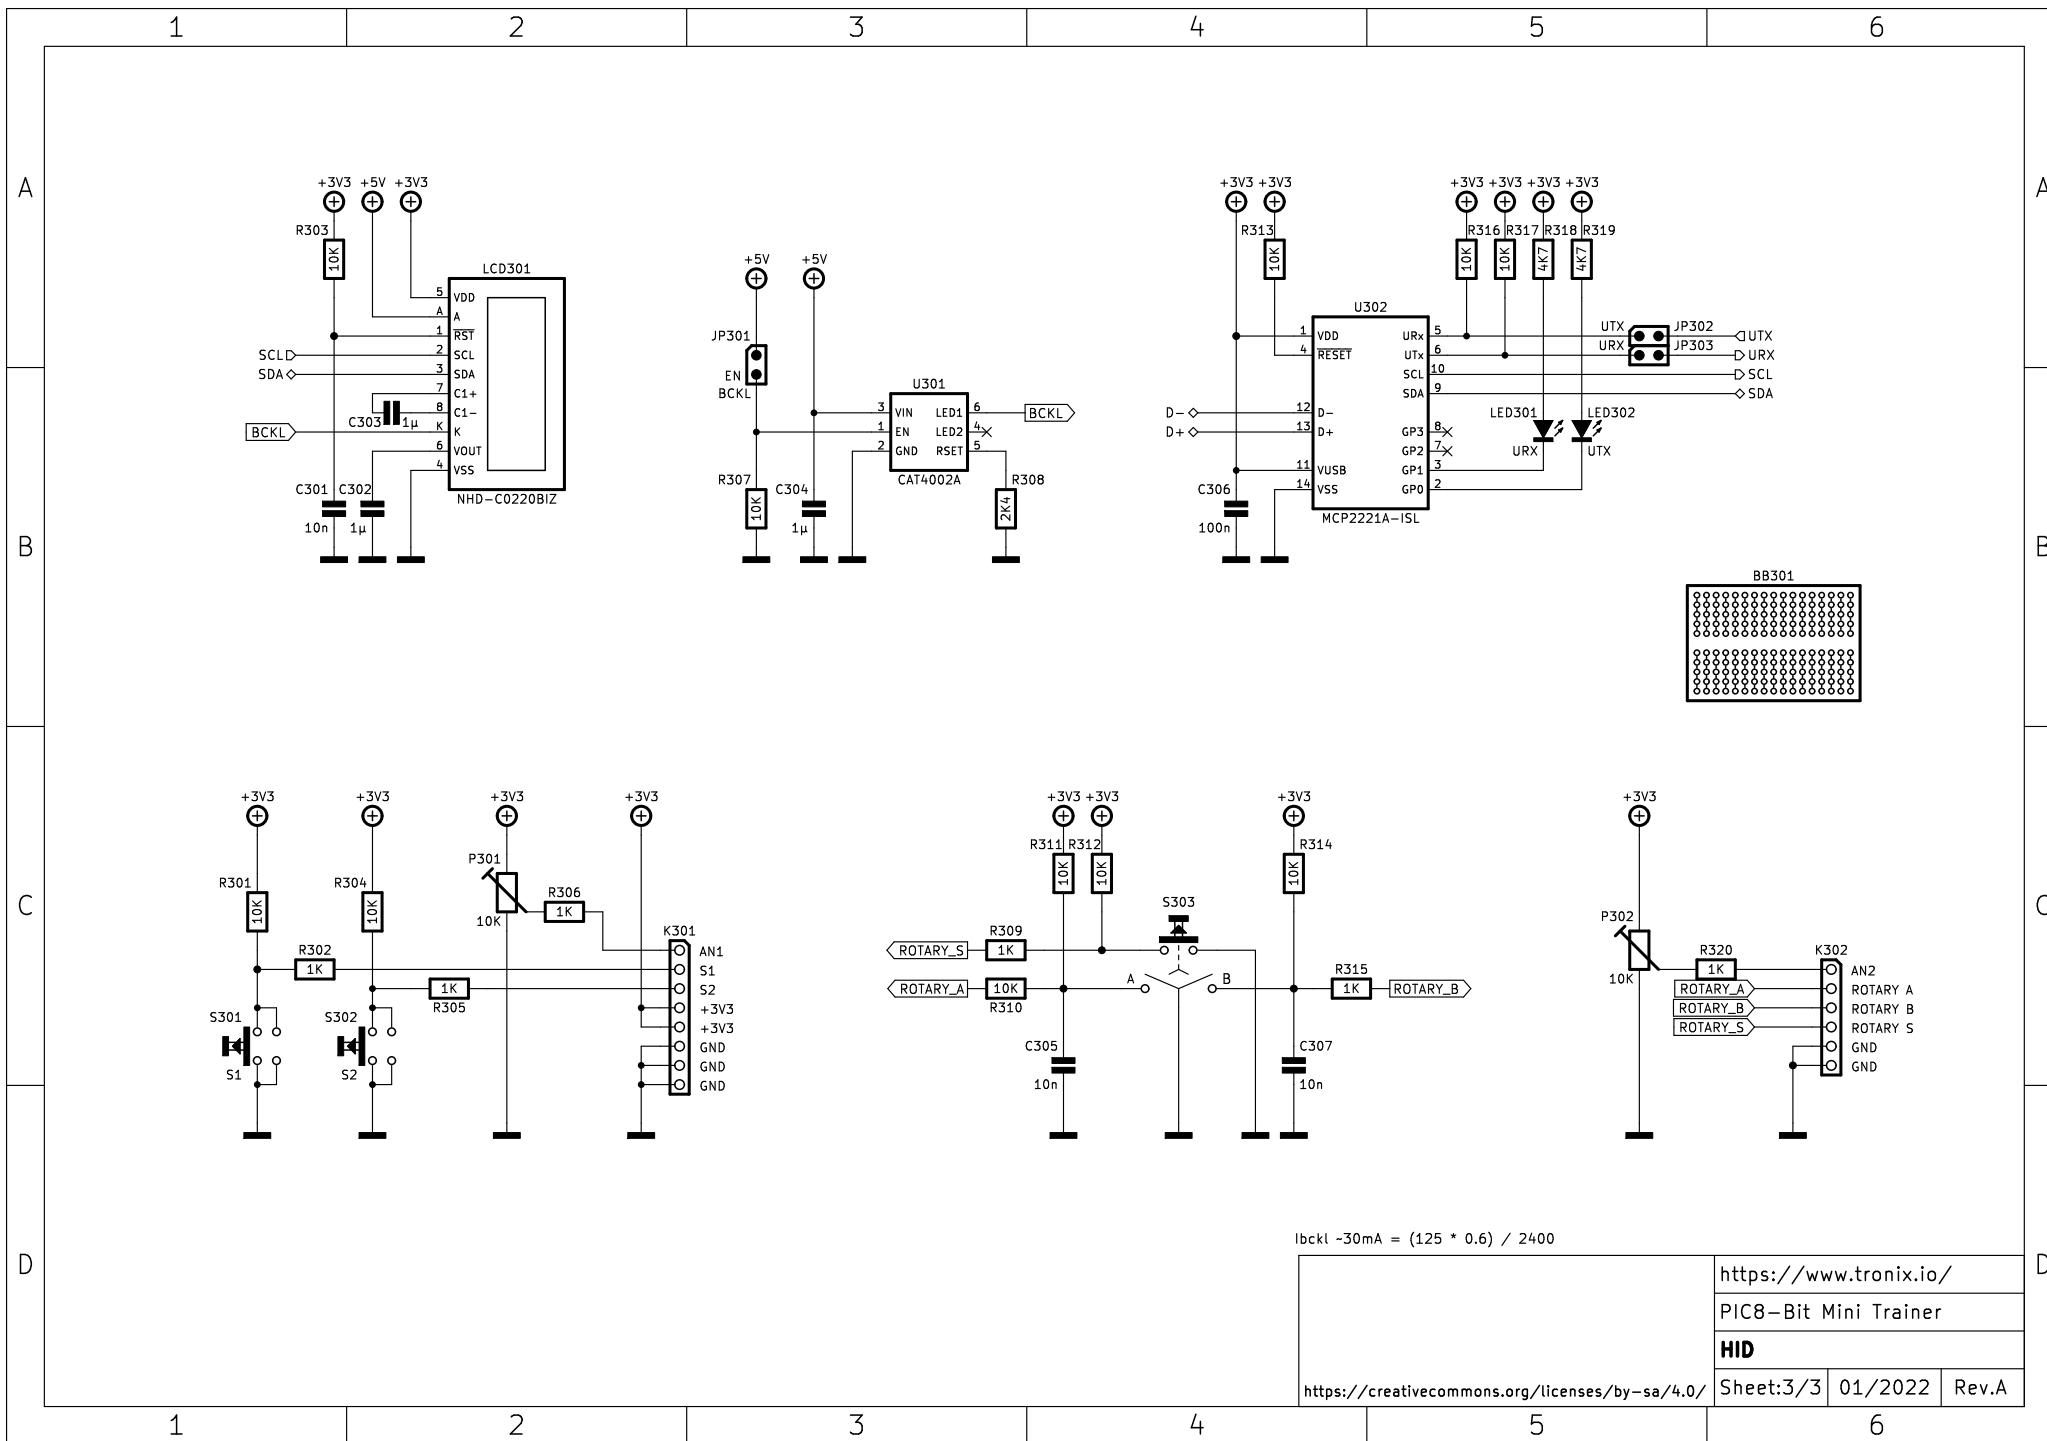 1 2 3 4 5 6
A A
B B
C C
D D
+3V3 +5V +3V3
R303
10K
LCD301
5 VDD
A A
1 RST
SCL 2 SCL
SDA 3 SDA
7 C1+
C303 1µ 8 C1-
BCKL K K
6 VOUT
4 VSS
C301 C302
10n 1µ
NHD-C0220BIZ
+5V +5V
JP301
EN
BCKL
U301
3 VIN LED1 6 BCKL
1 EN LED2 4
2 GND RSET 5
CAT4002A
R307 C304 R308
10K 1µ 2K4
+3V3 +3V3
R313
10K
+3V3 +3V3 +3V3 +3V3
R316 R317 R318 R319
10K 10K 4K7 4K7
U302
1 VDD URx 5 UTX JP302 UTX
4 RESET UTx 6 URX JP303 URX
SCL 10 SCL
SDA 9 SDA
D- 12 D-
D+ 13 D+ GP3 8
GP2 7
11 VUSB GP1 3
14 VSS GP0 2
LED301 LED302
URX UTX
C306
100n
MCP2221A-ISL
BB301
+3V3 +3V3 +3V3 +3V3
P301
R301 R304 R306
10K 10K 10K 1K
K301
R302
1K
AN1
S1
1K
R305
S2
+3V3
+3V3
GND
GND
GND
S301 S302
S1 S2
+3V3 +3V3 +3V3
R311 R312 R314
10K 10K 10K
S303
R309
ROTARY_S 1K
A B
ROTARY_A 10K
R310
R315
1K ROTARY_B
C305 C307
10n 10n
+3V3
P302
10K
R320
1K
K302
AN2
ROTARY_A ROTARY A
ROTARY_B ROTARY B
ROTARY_S ROTARY S
GND
GND
Ibckl ~30mA = (125 * 0.6) / 2400
https://www.tronix.io/
PIC8-Bit Mini Trainer
HID
https://creativecommons.org/licenses/by-sa/4.0/
Sheet:3/3 01/2022 Rev.A
1 2 3 4 5 6